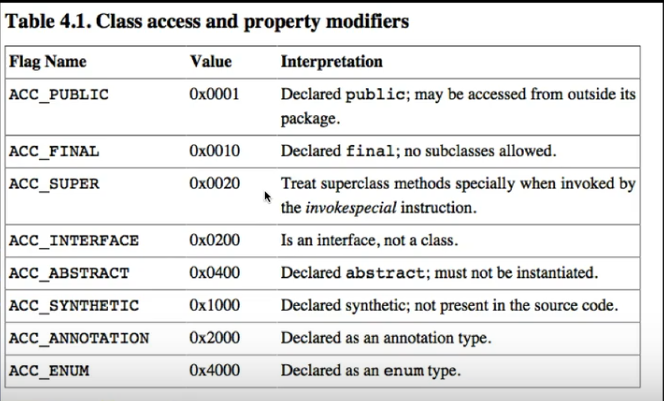 Table 4.1. Class access and property modifiers
Flag Name Value Interpretation
ACC_PUBLIC 0x0001 Declared public; may be accessed from outside its
package.
ACC_FINAL 0x0010 Declared final; no subclasses allowed.
ACC_SUPER 0x0020 Treat superclass methods specially when invoked by
the invokespecial instruction.
ACC_INTERFACE 0x0200 Is an interface, not a class.
ACC_ABSTRACT 0x0400 Declared abstract; must not be instantiated.
ACC_SYNTHETIC 0x1000 Declared synthetic; not present in the source code.
ACC_ANNOTATION 0x2000 Declared as an annotation type.
ACC_ENUM 0x4000 Declared as an enum type.